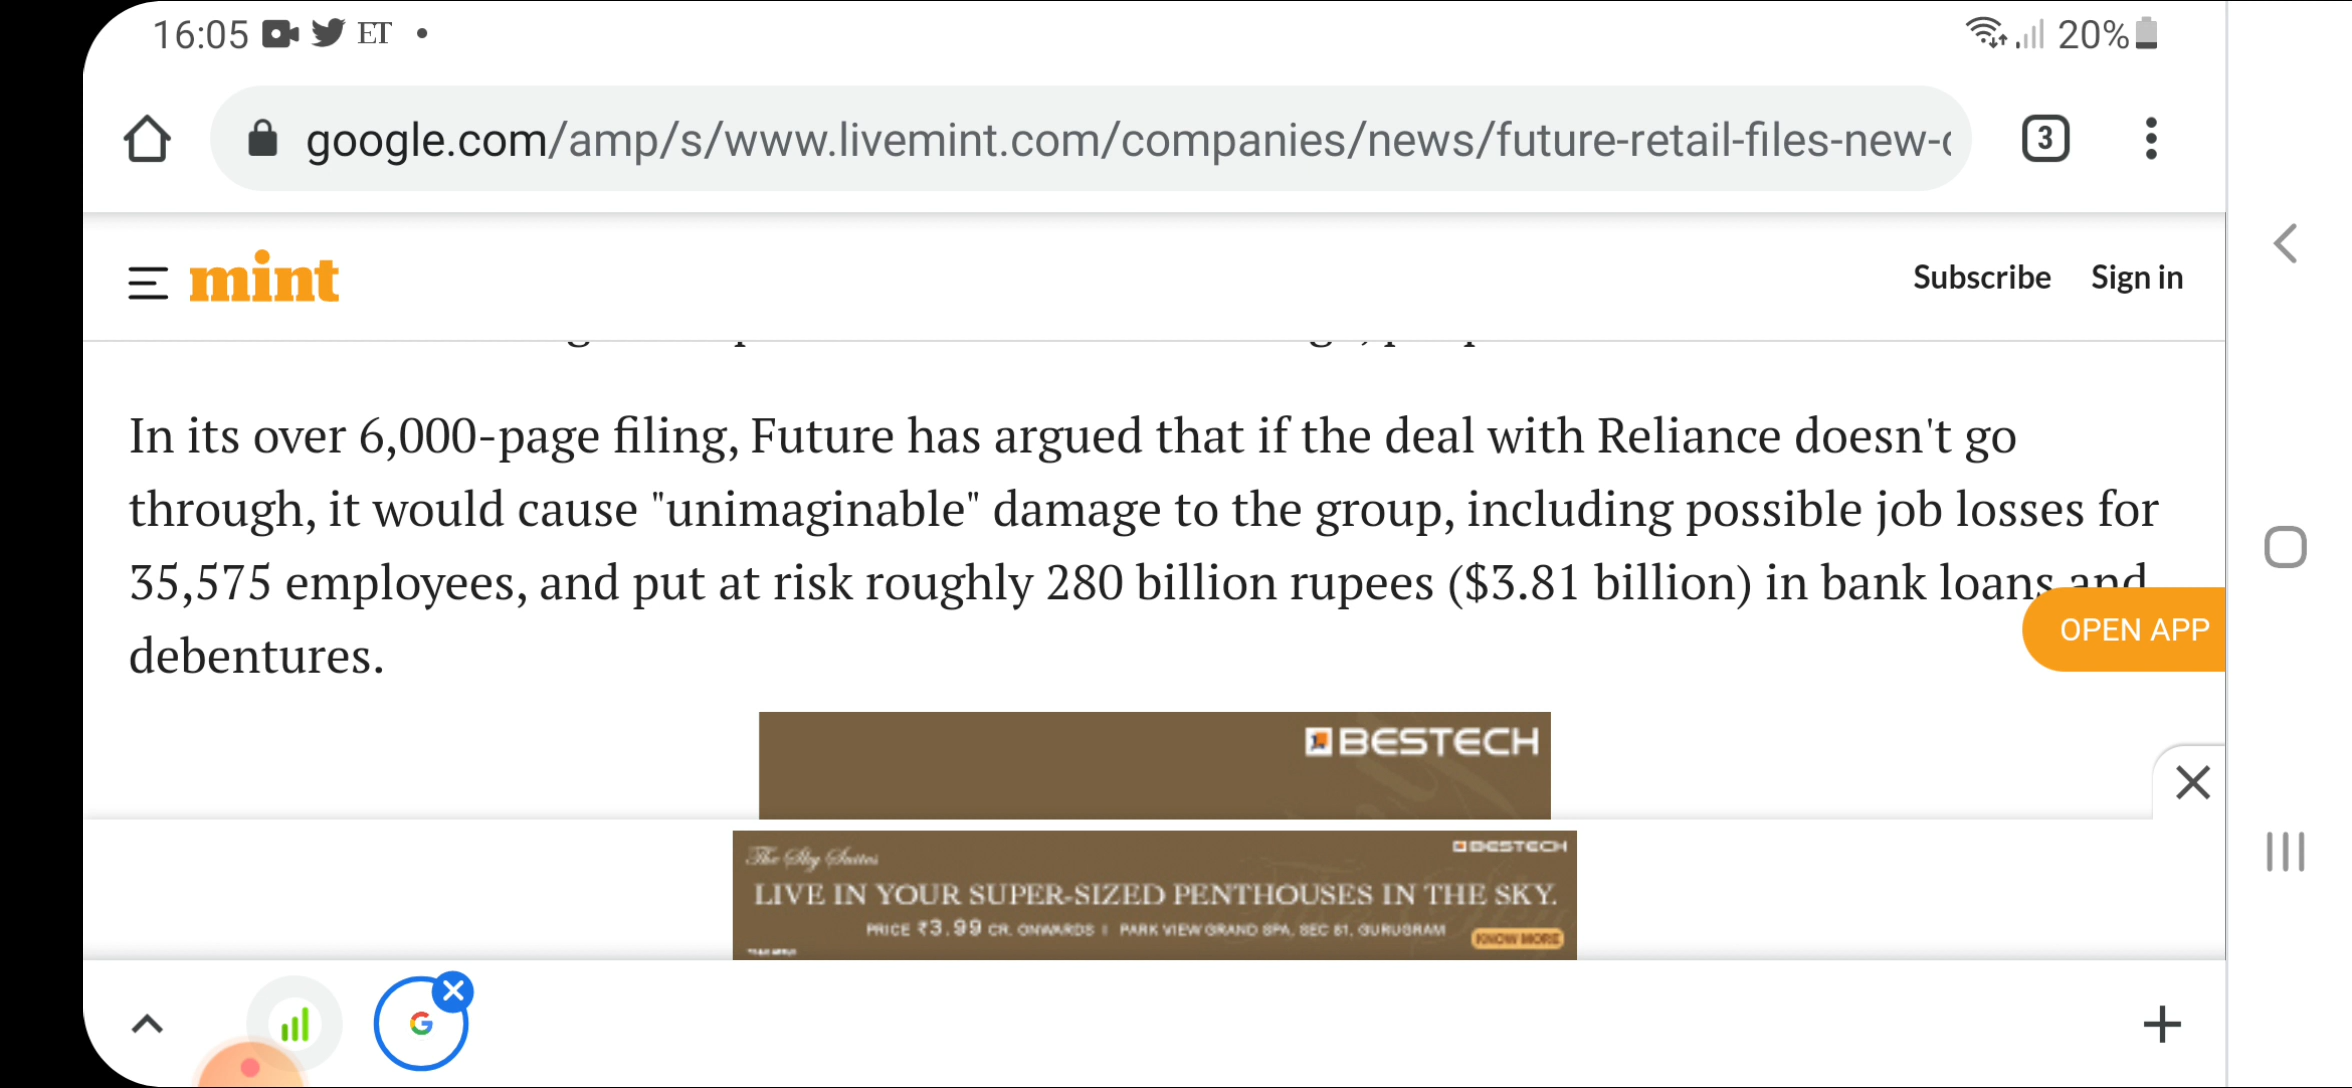 16:05 ET 20%
google.com/amp/s/www.livemint.com/companies/news/future-retail-files-new-c
3
mint
Subscribe Sign in
In its over 6,000-page filing, Future has argued that if the deal with Reliance doesn't go
through, it would cause "unimaginable" damage to the group, including possible job losses for
35,575 employees, and put at risk roughly 280 billion rupees ($3.81 billion) in bank loans and
debentures.
OPEN APP
BESTECH
The Sky Suites
BESTECH
LIVE IN YOUR SUPER-SIZED PENTHOUSES IN THE SKY.
PRICE ₹3.99 CR. ONWARDS | PARK VIEW GRAND SPA, SEC 81, GURUGRAM
KNOW MORE
G